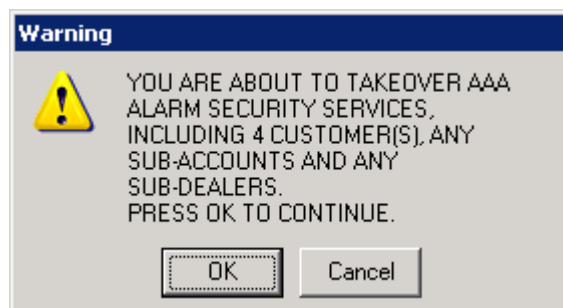 Warning
YOU ARE ABOUT TO TAKEOVER AAA
ALARM SECURITY SERVICES,
INCLUDING 4 CUSTOMER(S), ANY
SUB-ACCOUNTS AND ANY
SUB-DEALERS.
PRESS OK TO CONTINUE.
OK
Cancel